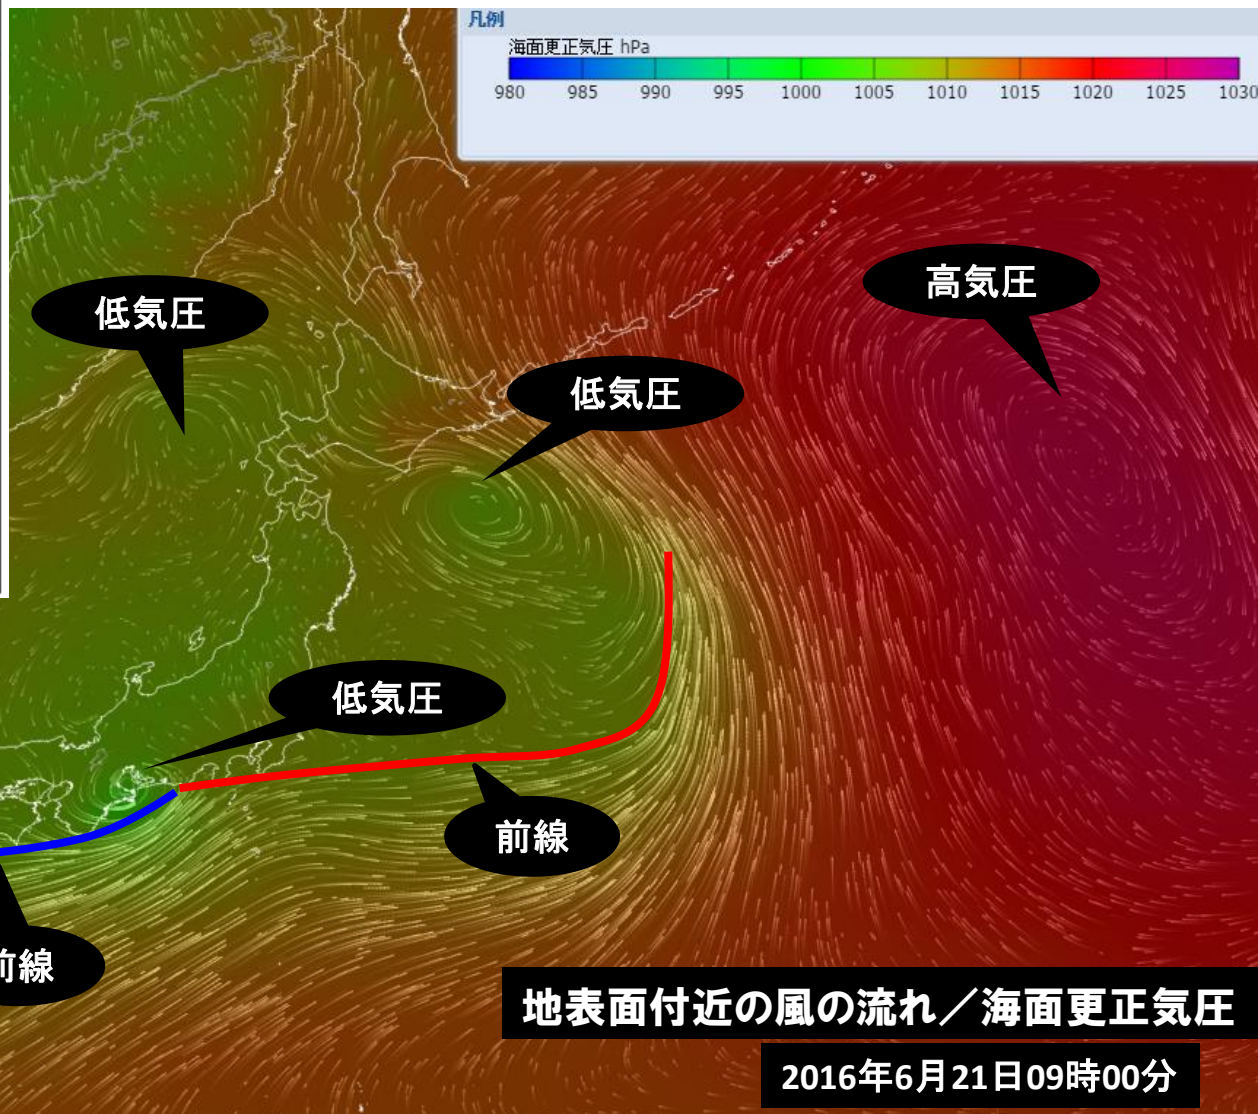 凡例
海面更正気圧 hPa
980 985 990 995 1000 1005 1010 1015 1020 1025 1030
高気圧
低気圧
低気圧
低気圧
前線
前線
地表面付近の風の流れ／海面更正気圧
2016年6月21日09時00分